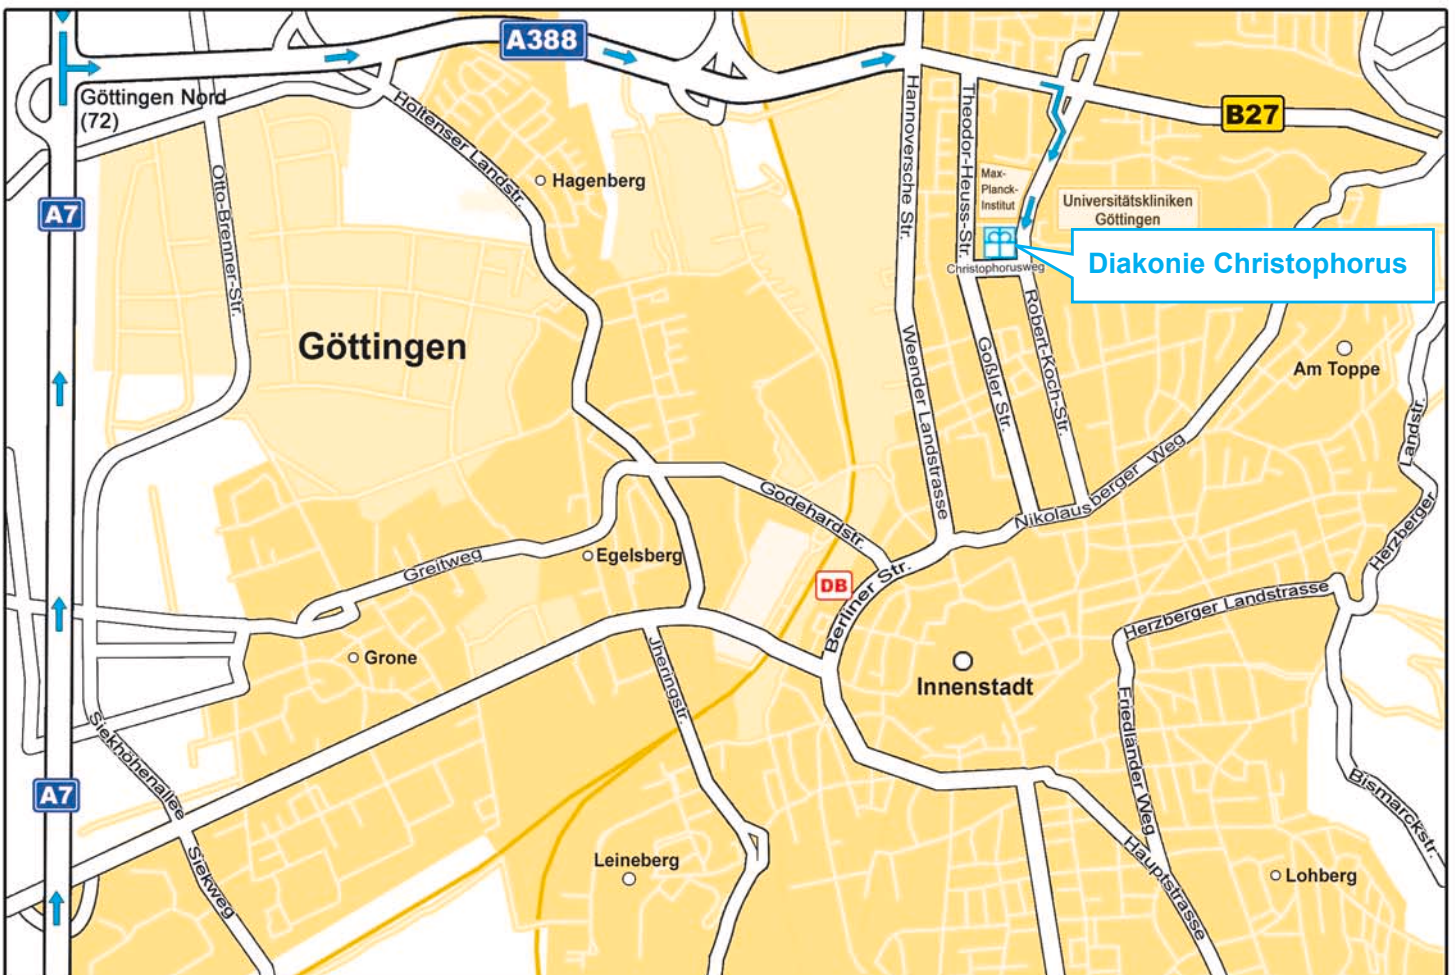 A388
Göttingen Nord
(72)
B27
A7
Hagenberg
Holtenser Landstr.
Otto-Brenner-Str.
Hannoversche Str.
Theodor-Heuss-Str.
Max-
Planck-
Institut
Universitätskliniken
Göttingen
Diakonie Christophorus
Christophorusweg
Göttingen
Weender Landstrasse
Goßler Str.
Robert-Koch-Str.
Am Toppe
Nikolausberger Weg
Herzberger Landstr.
Godehardstr.
Greitweg
Egelsberg
DB
Berliner Str.
Herzberger Landstrasse
Grone
Innenstadt
Jheringstr.
Friedländer Weg
Siekhöhenallee
A7
Bismarckstr.
Siekweg
Leineberg
Hauptstrasse
Lohberg